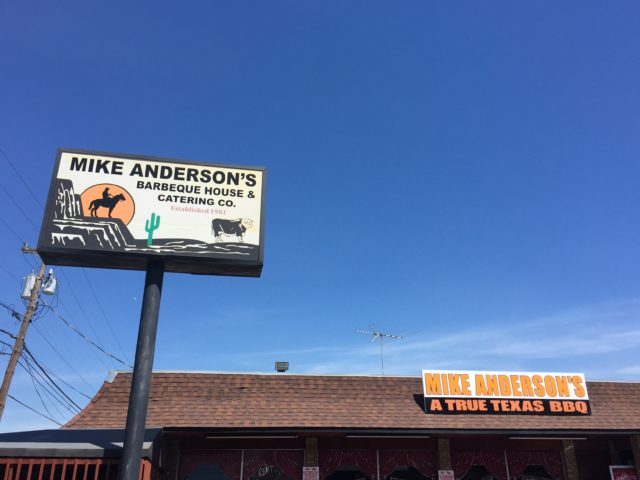 MIKE ANDERSON'S
BARBEQUE HOUSE &
CATERING CO.
Established 1981
MIKE ANDERSON'S
A TRUE TEXAS BBQ